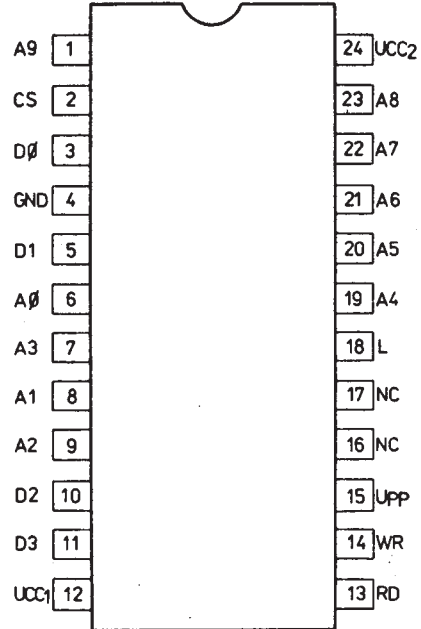 A9 1 24 UCC2
CS 2 23 A8
DØ 3 22 A7
GND 4 21 A6
D1 5 20 A5
AØ 6 19 A4
A3 7 18 L
A1 8 17 NC
A2 9 16 NC
D2 10 15 UPP
D3 11 14 WR
UCC1 12 13 RD